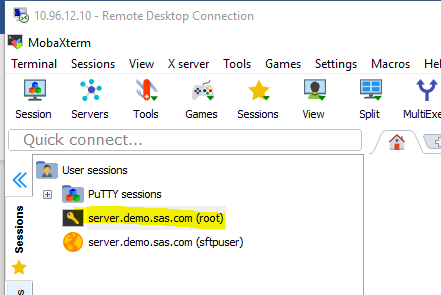 10.96.12.10 - Remote Desktop Connection
MobaXterm
Terminal Sessions View X server Tools Games Settings Macros Hel
Session Servers Tools Games Sessions View Split MultiExe
Quick connect...
User sessions
PuTTY sessions
server.demo.sas.com (root)
server.demo.sas.com (sftpuser)
Sessions